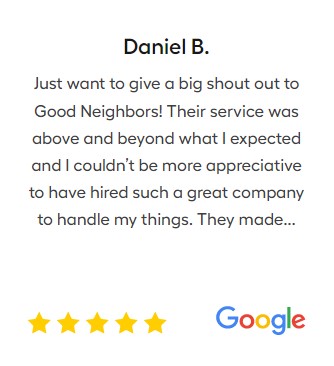 Daniel B.
Just want to give a big shout out to
Good Neighbors! Their service was
above and beyond what I expected
and I couldn't be more appreciative
to have hired such a great company
to handle my things. They made...
Google